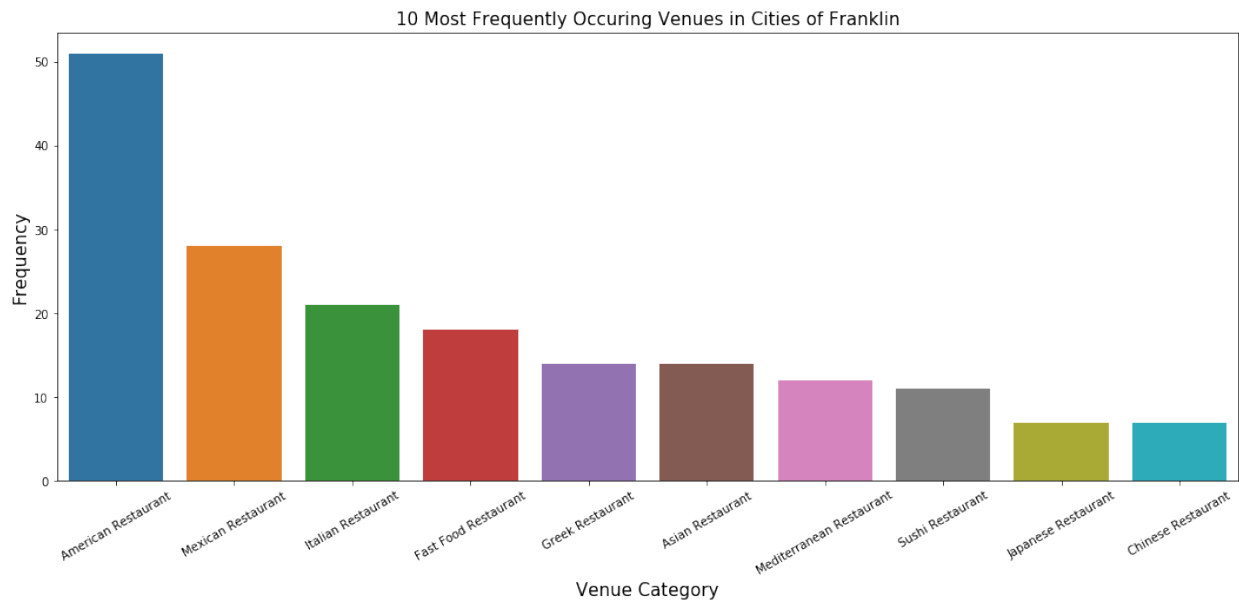 10 Most Frequently Occuring Venues in Cities of Franklin
Frequency
50
40
30
20
10
0
American Restaurant
Mexican Restaurant
Italian Restaurant
Fast Food Restaurant
Greek Restaurant
Asian Restaurant
Mediterranean Restaurant
Sushi Restaurant
Japanese Restaurant
Chinese Restaurant
Venue Category